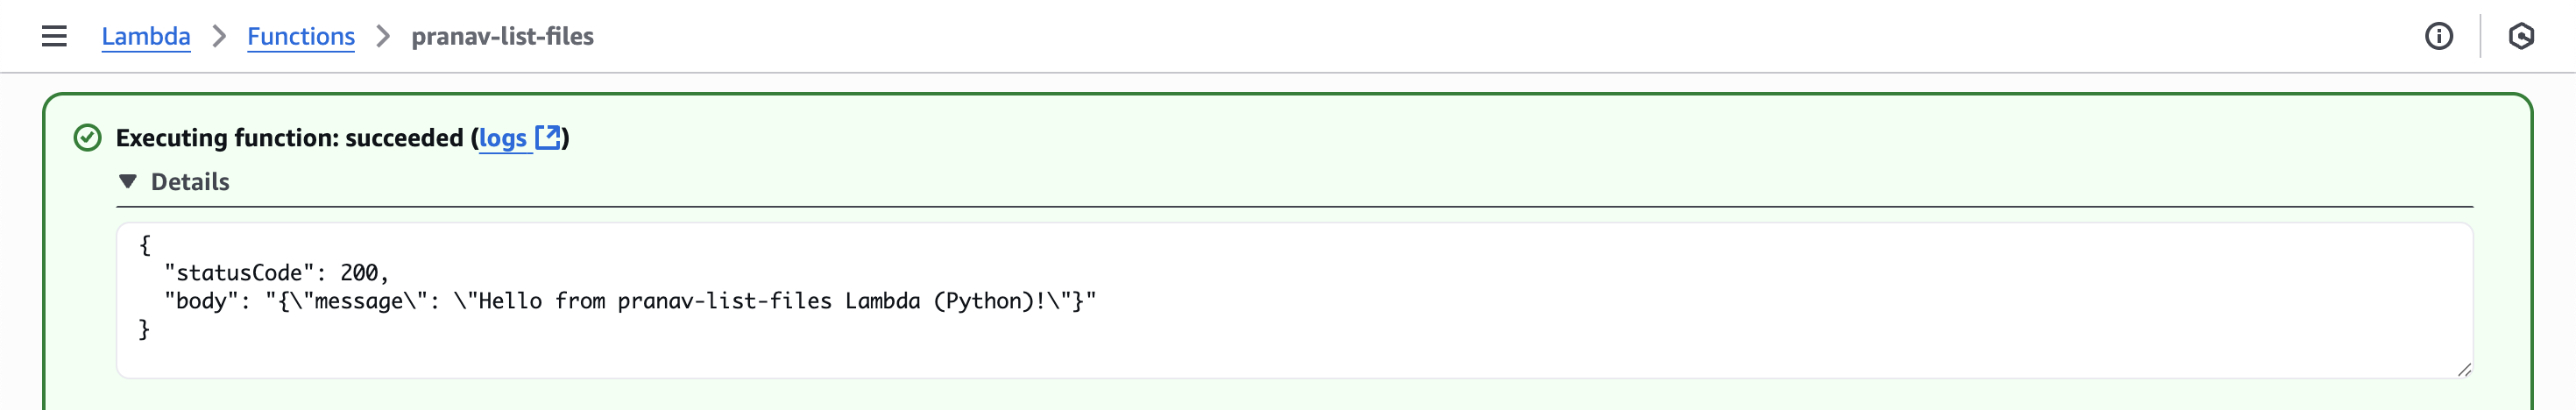 Lambda > Functions > pranav-list-files
Executing function: succeeded (logs)
Details
{
  "statusCode": 200,
  "body": "{\"message\": \"Hello from pranav-list-files Lambda (Python)!\"}"
}